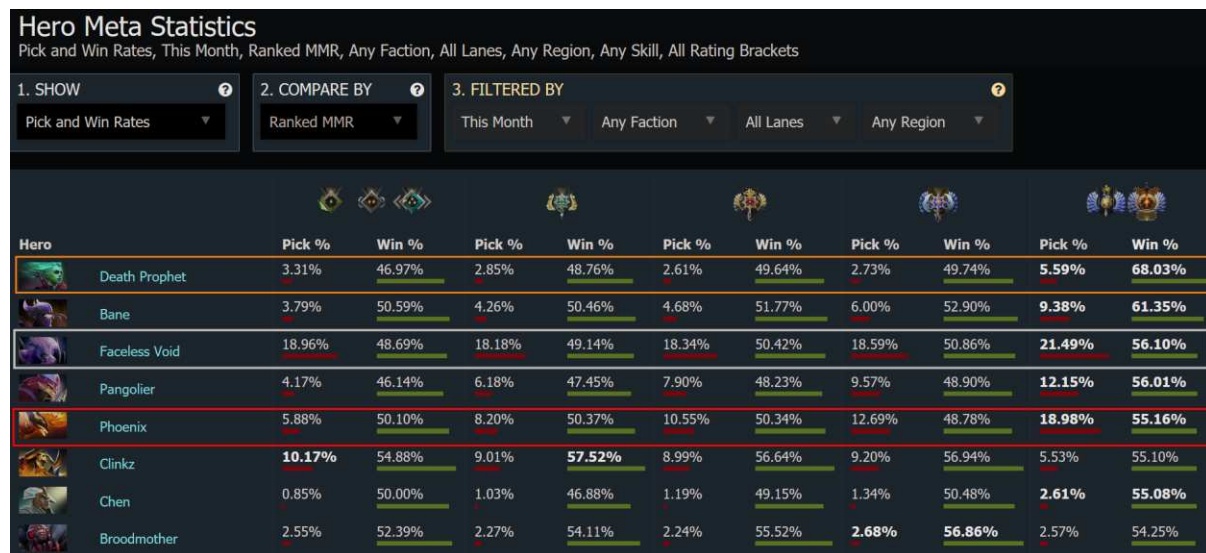 Hero Meta Statistics
Pick and Win Rates, This Month, Ranked MMR, Any Faction, All Lanes, Any Region, Any Skill, All Rating Brackets
1. SHOW ? 2. COMPARE BY ? 3. FILTERED BY ?
Pick and Win Rates Ranked MMR This Month Any Faction All Lanes Any Region
Hero Pick % Win % Pick % Win % Pick % Win % Pick % Win % Pick % Win %
Death Prophet 3.31% 46.97% 2.85% 48.76% 2.61% 49.64% 2.73% 49.74% 5.59% 68.03%
Bane 3.79% 50.59% 4.26% 50.46% 4.68% 51.77% 6.00% 52.90% 9.38% 61.35%
Faceless Void 18.96% 48.69% 18.18% 49.14% 18.34% 50.42% 18.59% 50.86% 21.49% 56.10%
Pangolier 4.17% 46.14% 6.18% 47.45% 7.90% 48.23% 9.57% 48.90% 12.15% 56.01%
Phoenix 5.88% 50.10% 8.20% 50.37% 10.55% 50.34% 12.69% 48.78% 18.98% 55.16%
Clinkz 10.17% 54.88% 9.01% 57.52% 8.99% 56.64% 9.20% 56.94% 5.53% 55.10%
Chen 0.85% 50.00% 1.03% 46.88% 1.19% 49.15% 1.34% 50.48% 2.61% 55.08%
Broodmother 2.55% 52.39% 2.27% 54.11% 2.24% 55.52% 2.68% 56.86% 2.57% 54.25%